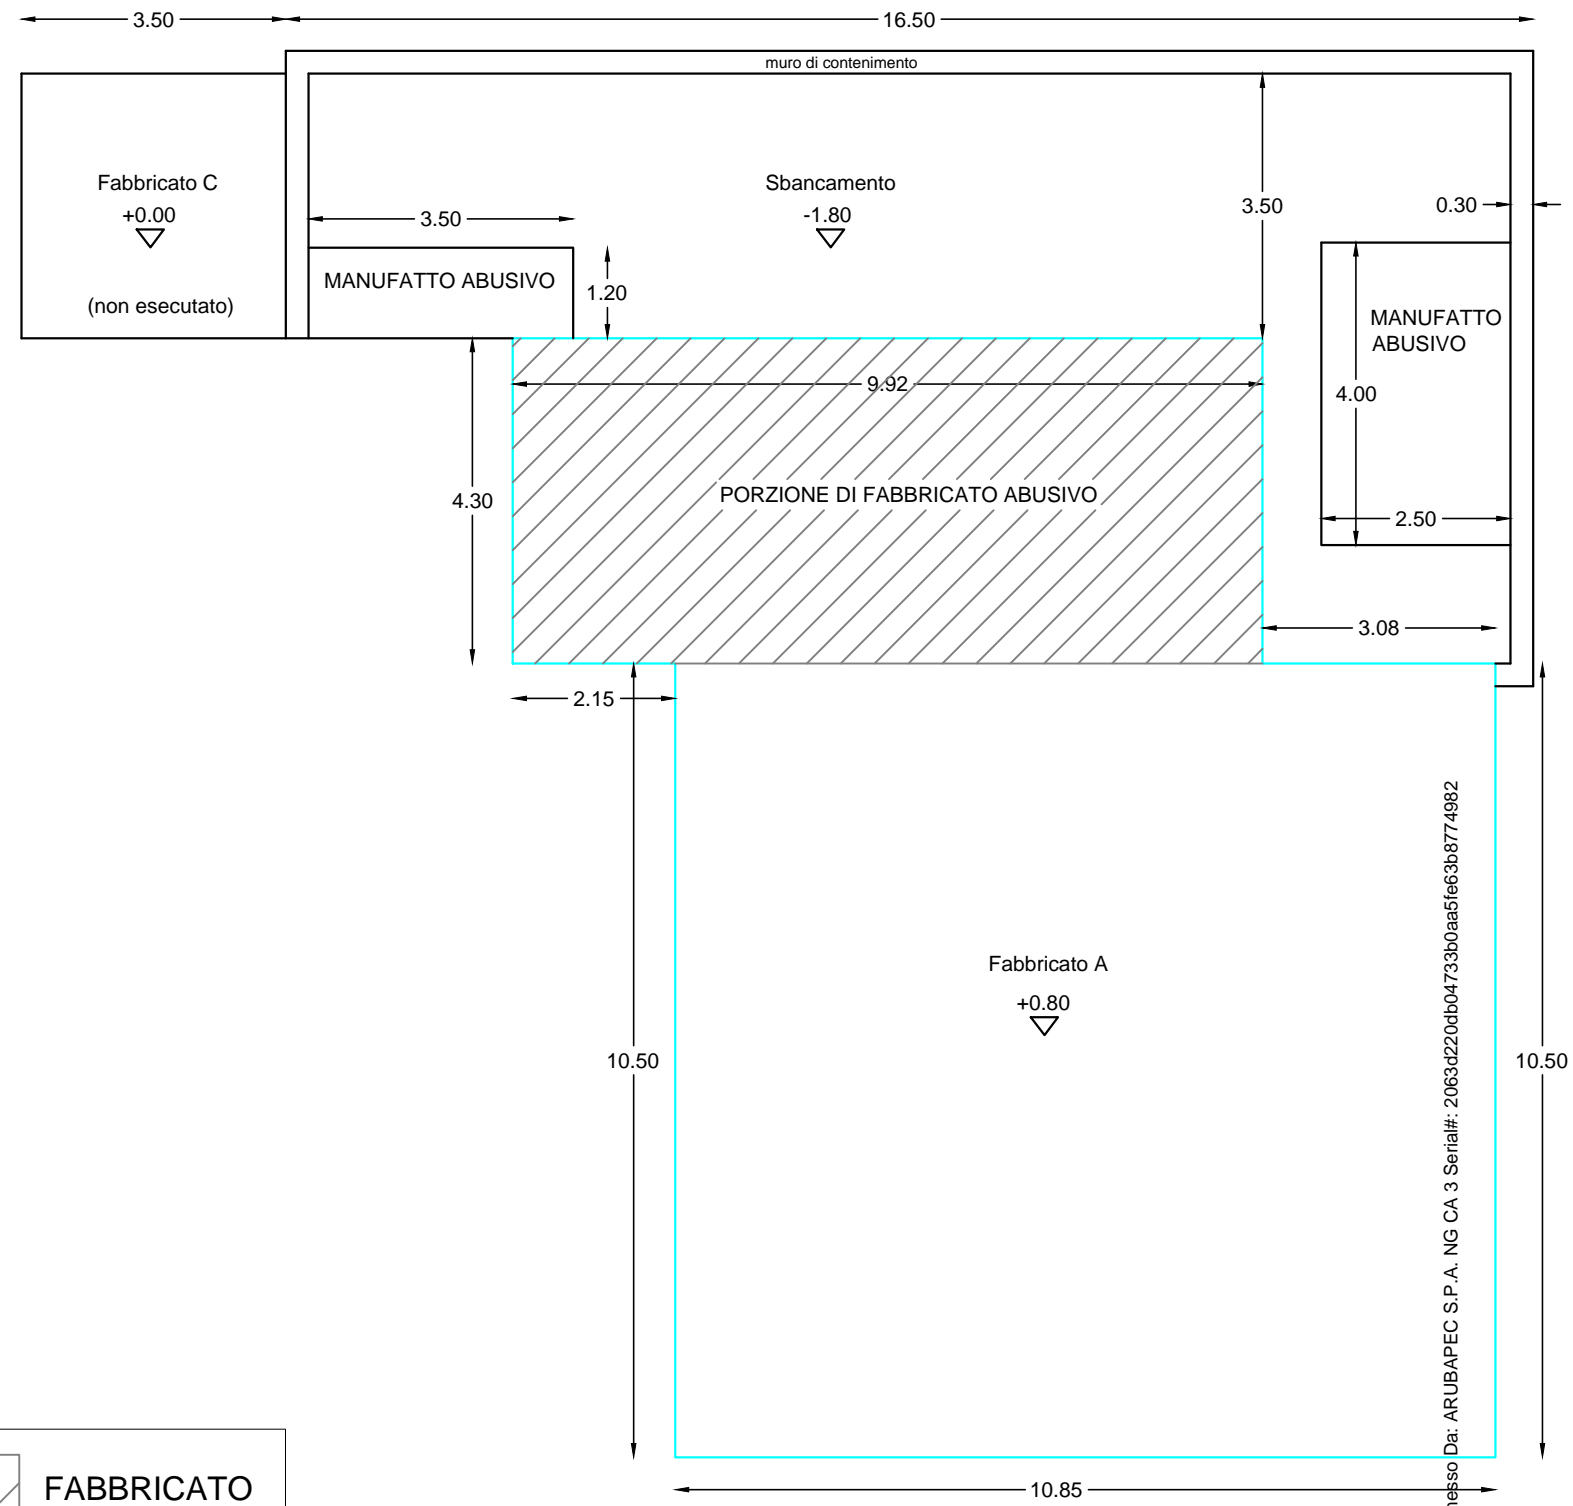 3.50
16.50
muro di contenimento
Fabbricato C
+0.00
(non esecutato)
Sbancamento
-1.80
3.50
0.30
3.50
MANUFATTO ABUSIVO
1.20
MANUFATTO
ABUSIVO
4.00
2.50
9.92
4.30
PORZIONE DI FABBRICATO ABUSIVO
3.08
2.15
Fabbricato A
+0.80
10.50
10.50
10.85
Da: ARUBAPEC S.P.A. NG CA 3 Serial#: 2063d220db04733b0aa5fe63b8774982
FABBRICATO